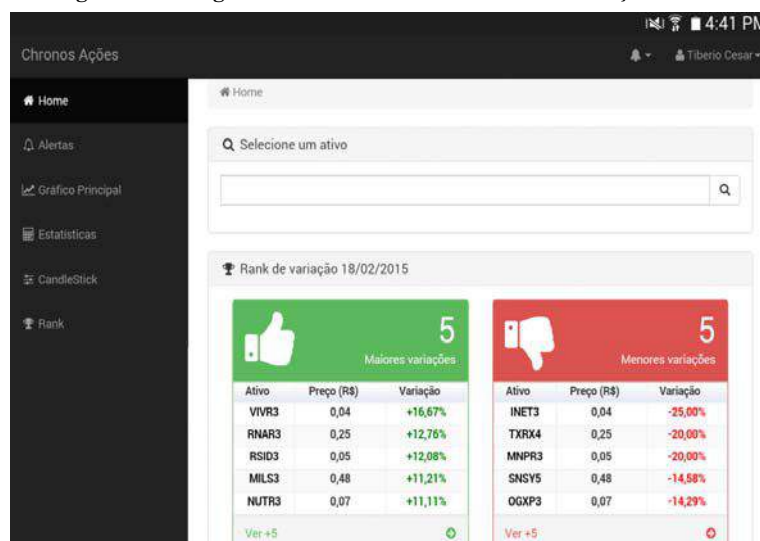 4:41 PM
Chronos Ações
Tiberio Cesar
Home
Alertas
Gráfico Principal
Estatísticas
CandleStick
Rank
Home
Selecione um ativo
Rank de variação 18/02/2015
5
Maiores variações
Ativo Preço (R$) Variação
VIVR3 0,04 +16,67%
RNAR3 0,25 +12,76%
RSID3 0,05 +12,08%
MILS3 0,48 +11,21%
NUTR3 0,07 +11,11%
Ver +5
5
Menores variações
Ativo Preço (R$) Variação
INET3 0,04 -25,00%
TXRX4 0,25 -20,00%
MNPR3 0,05 -20,00%
SNSY5 0,48 -14,58%
OGXP3 0,07 -14,29%
Ver +5